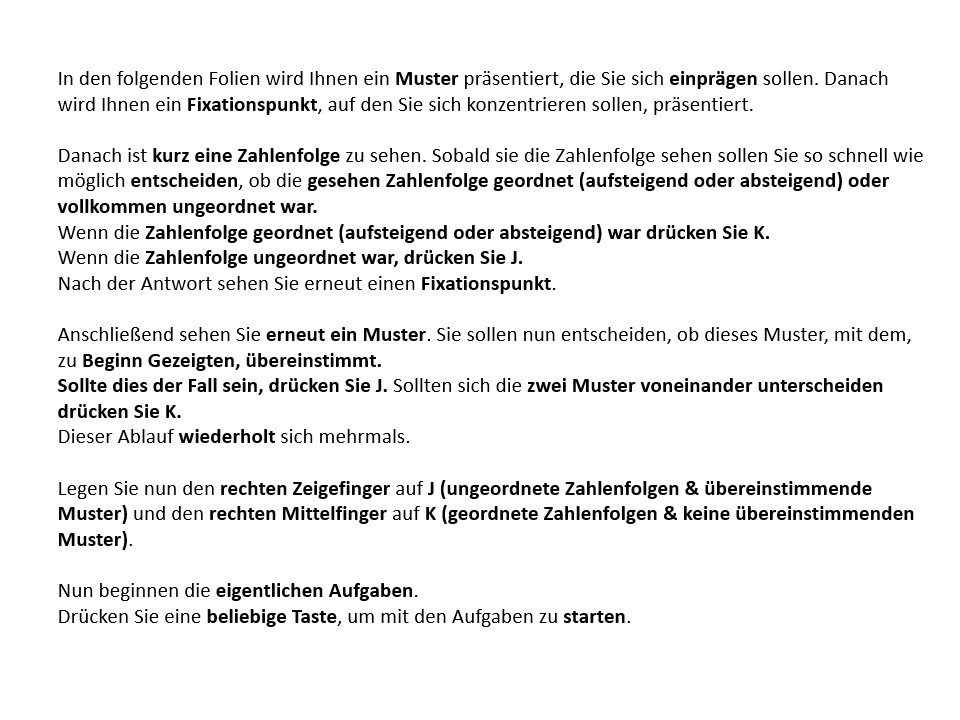 In den folgenden Folien wird Ihnen ein Muster präsentiert, die Sie sich einprägen sollen. Danach
wird Ihnen ein Fixationspunkt, auf den Sie sich konzentrieren sollen, präsentiert.
Danach ist kurz eine Zahlenfolge zu sehen. Sobald sie die Zahlenfolge sehen sollen Sie so schnell wie
möglich entscheiden, ob die gesehen Zahlenfolge geordnet (aufsteigend oder absteigend) oder
vollkommen ungeordnet war.
Wenn die Zahlenfolge geordnet (aufsteigend oder absteigend) war drücken Sie K.
Wenn die Zahlenfolge ungeordnet war, drücken Sie J.
Nach der Antwort sehen Sie erneut einen Fixationspunkt.
Anschließend sehen Sie erneut ein Muster. Sie sollen nun entscheiden, ob dieses Muster, mit dem,
zu Beginn Gezeigten, übereinstimmt.
Sollte dies der Fall sein, drücken Sie J. Sollten sich die zwei Muster voneinander unterscheiden
drücken Sie K.
Dieser Ablauf wiederholt sich mehrmals.
Legen Sie nun den rechten Zeigefinger auf J (ungeordnete Zahlenfolgen & übereinstimmende
Muster) und den rechten Mittelfinger auf K (geordnete Zahlenfolgen & keine übereinstimmenden
Muster).
Nun beginnen die eigentlichen Aufgaben.
Drücken Sie eine beliebige Taste, um mit den Aufgaben zu starten.